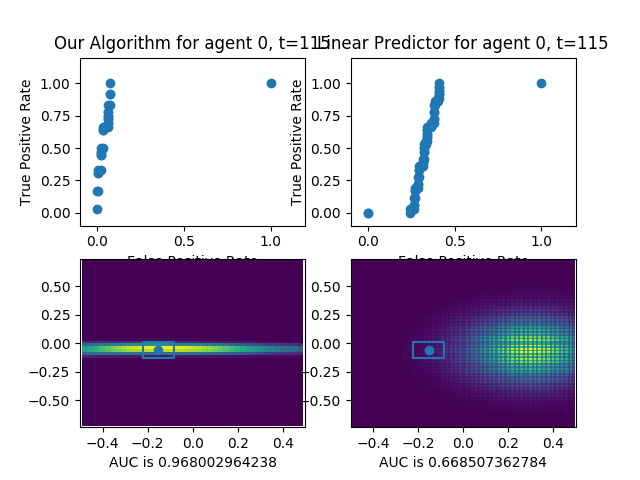 Our Algorithm for agent 0, t=115
Linear Predictor for agent 0, t=115
True Positive Rate
1.00
0.75
0.50
0.25
0.00
0.0 0.5 1.0
False Positive Rate
True Positive Rate
1.00
0.75
0.50
0.25
0.00
0.0 0.5 1.0
False Positive Rate
0.50
0.25
0.00
−0.25
−0.50
−0.4 −0.2 0.0 0.2 0.4
AUC is 0.968002964238
0.50
0.25
0.00
−0.25
−0.50
−0.4 −0.2 0.0 0.2 0.4
AUC is 0.668507362784